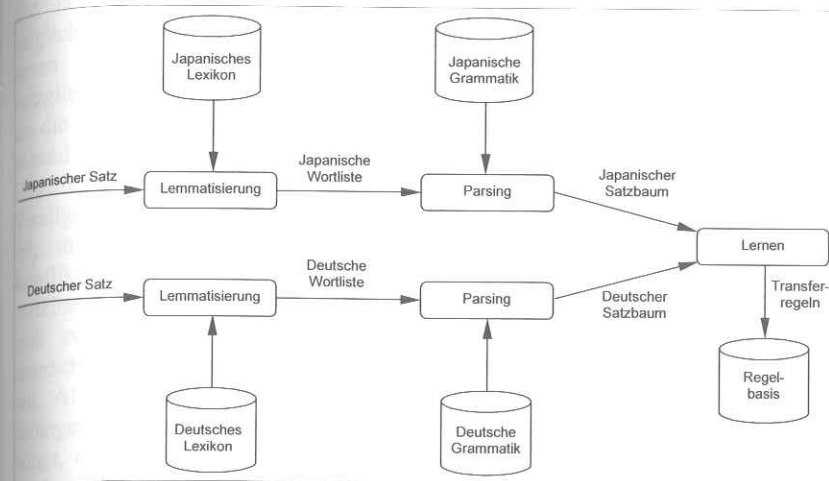 Japanisches
Lexikon
Japanische
Grammatik
Japanischer Satz
Lemmatisierung
Japanische
Wortliste
Parsing
Japanischer
Satzbaum
Lernen
Deutscher Satz
Lemmatisierung
Deutsche
Wortliste
Parsing
Deutscher
Satzbaum
Transfer-
regeln
Regel-
basis
Deutsches
Lexikon
Deutsche
Grammatik